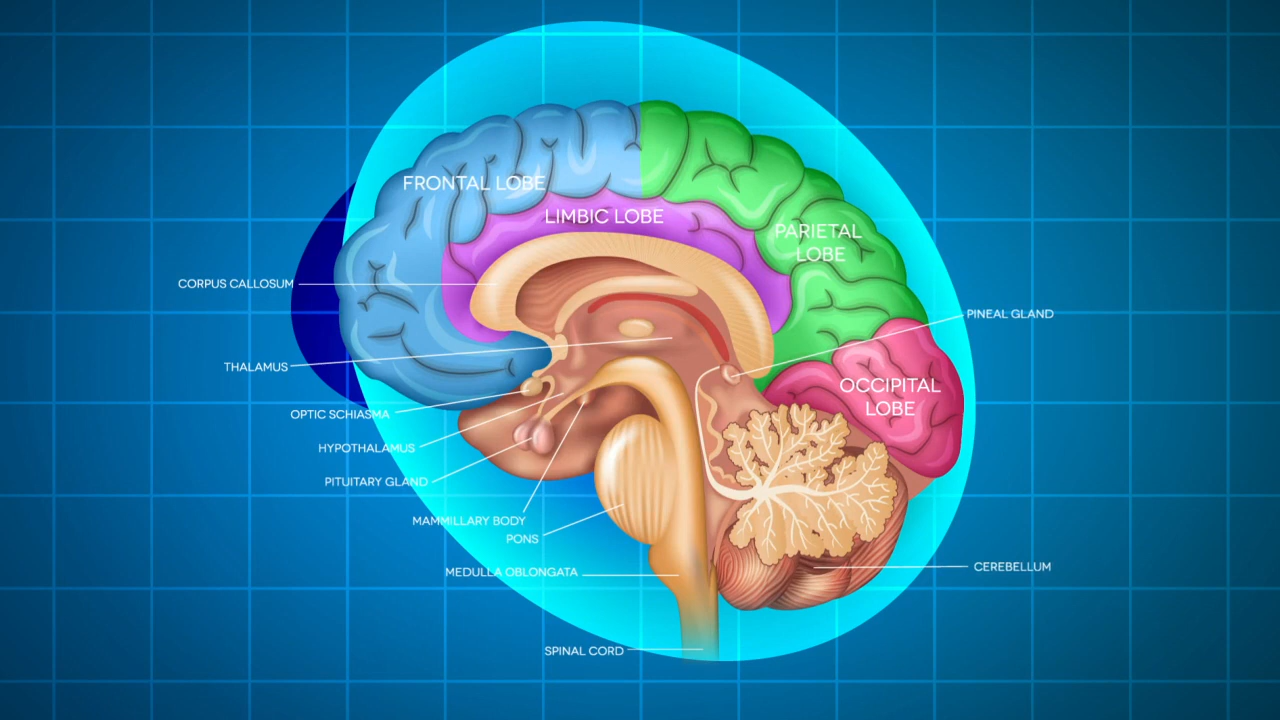 FRONTAL LOBE
LIMBIC LOBE
PARIETAL
LOBE
CORPUS CALLOSUM
PINEAL GLAND
THALAMUS
OCCIPITAL
LOBE
OPTIC SCHIASMA
HYPOTHALAMUS
PITUITARY GLAND
MAMMILLARY BODY
PONS
MEDULLA OBLONGATA
CEREBELLUM
SPINAL CORD